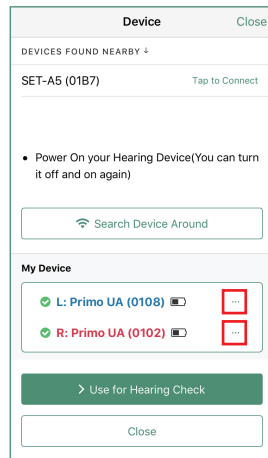 Device Close
DEVICES FOUND NEARBY ↓
SET-A5 (01B7) Tap to Connect
• Power On your Hearing Device(You can turn
it off and on again)
Search Device Around
My Device
L: Primo UA (0108) ...
R: Primo UA (0102) ...
> Use for Hearing Check
Close